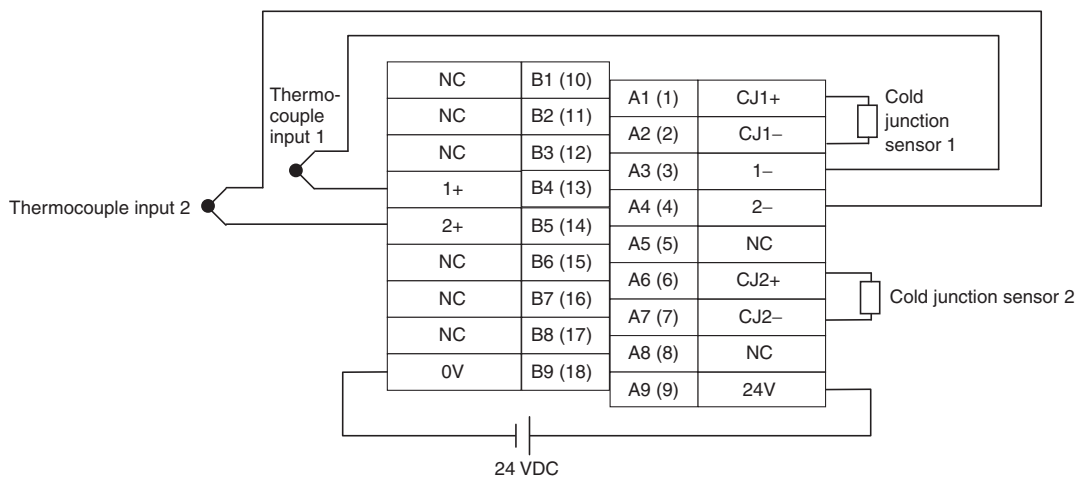 NC B1 (10)
NC B2 (11)
NC B3 (12)
1+ B4 (13)
2+ B5 (14)
NC B6 (15)
NC B7 (16)
NC B8 (17)
0V B9 (18)
A1 (1) CJ1+
A2 (2) CJ1−
A3 (3) 1−
A4 (4) 2−
A5 (5) NC
A6 (6) CJ2+
A7 (7) CJ2−
A8 (8) NC
A9 (9) 24V
Thermo-
couple
input 1
Thermocouple input 2
Cold
junction
sensor 1
Cold junction sensor 2
24 VDC